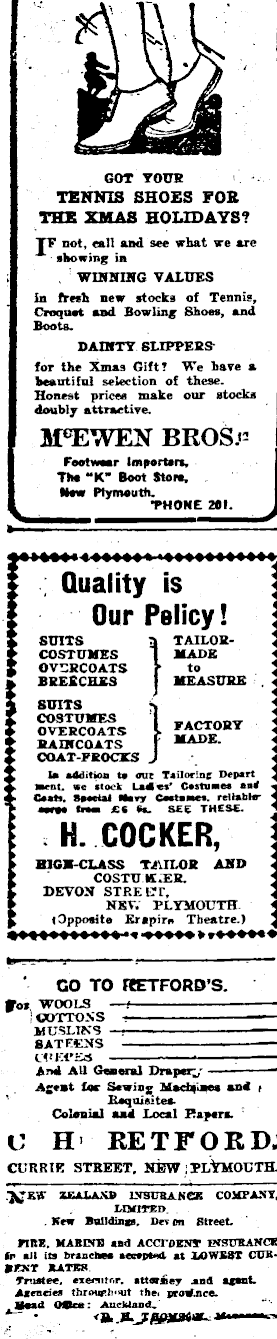 GOT YOUR
TENNIS SHOES FOR
THE XMAS HOLIDAYS?
IF not, call and see what we are
showing in
WINNING VALUES
in fresh new stocks of Tennis,
Croquet and Bowling Shoes, and
Boots.
DAINTY SLIPPERS
for the Xmas Gift? We have a
beautiful selection of these.
Honest prices make our stocks
doubly attractive.
McEWEN BROS.
Footwear Importers,
The "K" Boot Store,
New Plymouth.
'PHONE 201.
Quality is
Our Policy!
SUITS
COSTUMES
OVERCOATS
BREECHES
TAILOR-
MADE
to
MEASURE
SUITS
COSTUMES
OVERCOATS
RAINCOATS
COAT-FROCKS
FACTORY
MADE.
In addition to our Tailoring Depart
ment, we stock Ladies' Costumes and
Coats, Special Navy Costumes, reliable
serge from £6 6s. SEE THESE.
H. COCKER,
HIGH-CLASS TAILOR AND
COSTUMIER.
DEVON STREET,
NEW PLYMOUTH
(Opposite Empire Theatre.)
GO TO RETFORD'S.
For WOOLS
COTTONS
MUSLINS
SATEENS
CREPES
And All General Drapery
Agent for Sewing Machines and
Requisites.
Colonial and Local Papers.
C H RETFORD,
CURRIE STREET, NEW PLYMOUTH.
NEW ZEALAND INSURANCE COMPANY,
LIMITED.
New Buildings, Devon Street.
FIRE, MARINE and ACCIDENT INSURANCE
in all its branches accepted at LOWEST CUR-
RENT RATES.
Trustee, executor, attorney and agent.
Agencies throughout the province.
Head Office: Auckland.
D. H. THOMSON, Manager.